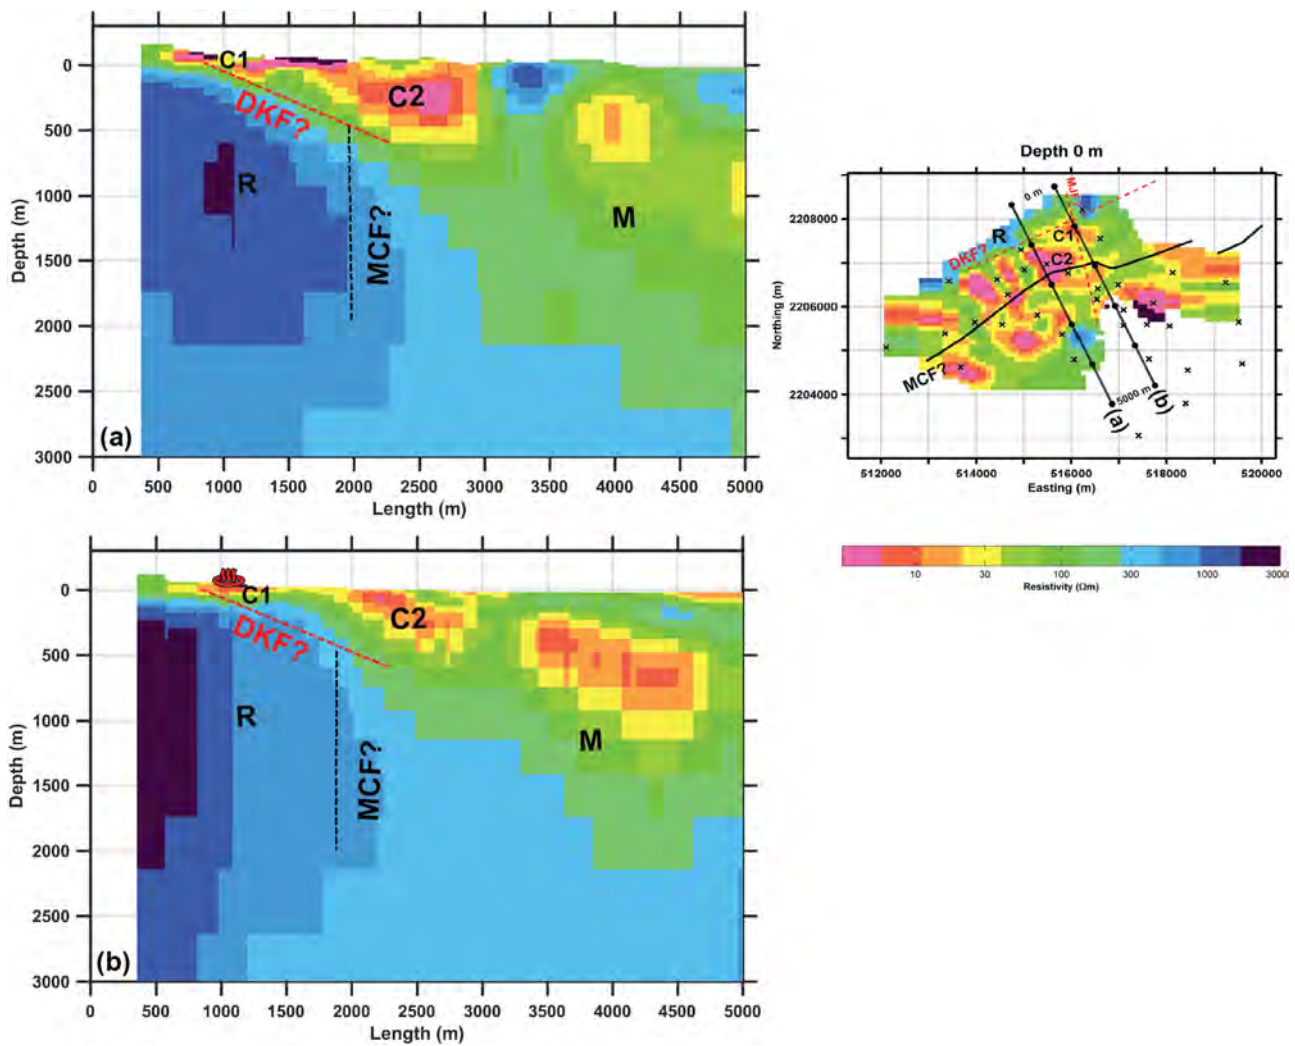 C1
0
C2
DKF?
500
R
1000
M
MCF?
1500
2000
2500
(a)
3000
Depth (m)
0 500 1000 1500 2000 2500 3000 3500 4000 4500 5000
Length (m)
Depth 0 m
2208000
0 m
MJF
R
C1
DKF?
C2
2206000
MCF?
2204000
5000 m
(a)
(b)
Northing (m)
512000 514000 516000 518000 520000
Easting (m)
10 30 100 300 1000 3000
Resistivity (Ωm)
0
C1
C2
DKF?
500
R
M
1000
MCF?
1500
2000
2500
(b)
3000
Depth (m)
0 500 1000 1500 2000 2500 3000 3500 4000 4500 5000
Length (m)